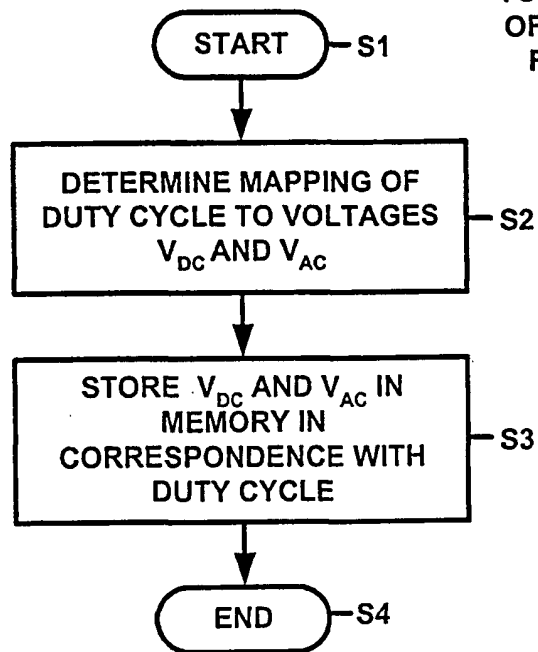 START
S1
OF
DETERMINE MAPPING OF
DUTY CYCLE TO VOLTAGES
V_DC AND V_AC
S2
STORE V_DC AND V_AC IN
MEMORY IN
CORRESPONDENCE WITH
DUTY CYCLE
S3
END
S4